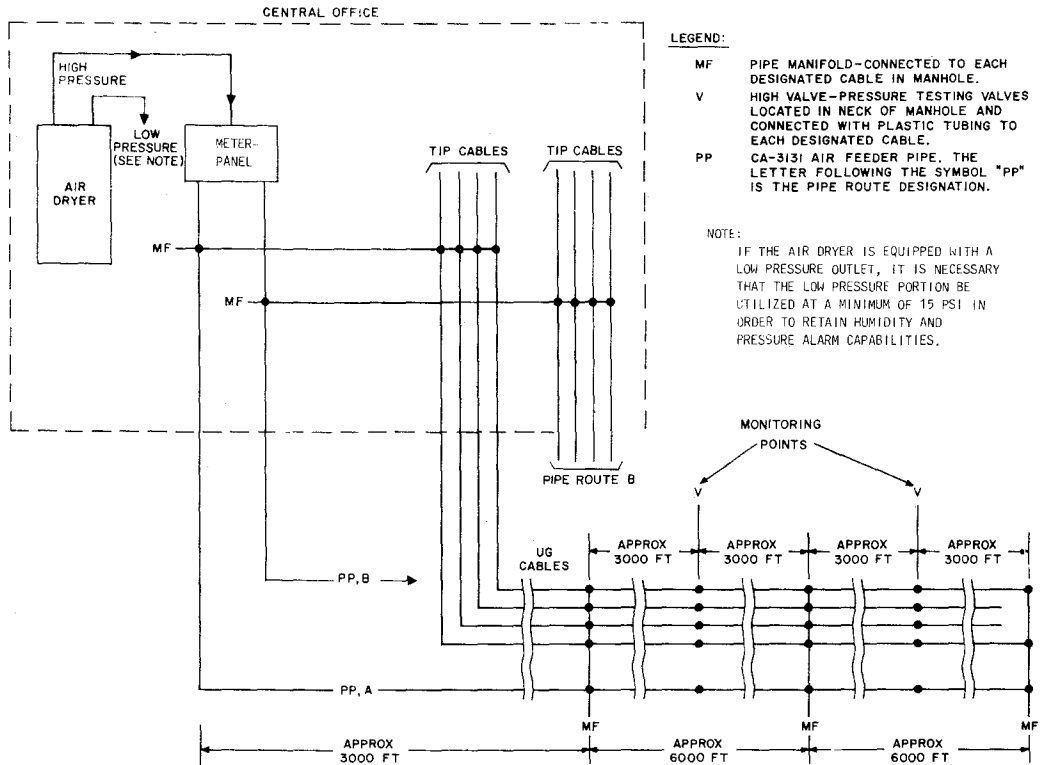 CENTRAL OFFICE
HIGH
PRESSURE
LOW
PRESSURE
(SEE NOTE)
AIR
DRYER
METER-
PANEL
TIP CABLES
TIP CABLES
MF
MF
PIPE ROUTE B
LEGEND:
MF PIPE MANIFOLD-CONNECTED TO EACH
DESIGNATED CABLE IN MANHOLE.
V HIGH VALVE-PRESSURE TESTING VALVES
LOCATED IN NECK OF MANHOLE AND
CONNECTED WITH PLASTIC TUBING TO
EACH DESIGNATED CABLE.
PP CA-3131 AIR FEEDER PIPE. THE
LETTER FOLLOWING THE SYMBOL "PP"
IS THE PIPE ROUTE DESIGNATION.
NOTE:
IF THE AIR DRYER IS EQUIPPED WITH A
LOW PRESSURE OUTLET, IT IS NECESSARY
THAT THE LOW PRESSURE PORTION BE
UTILIZED AT A MINIMUM OF 15 PSI IN
ORDER TO RETAIN HUMIDITY AND
PRESSURE ALARM CAPABILITIES.
MONITORING
POINTS
V
V
UG
CABLES
APPROX
3000 FT
APPROX
3000 FT
APPROX
3000 FT
APPROX
3000 FT
PP, B
PP, A
MF
MF
MF
APPROX
3000 FT
APPROX
6000 FT
APPROX
6000 FT